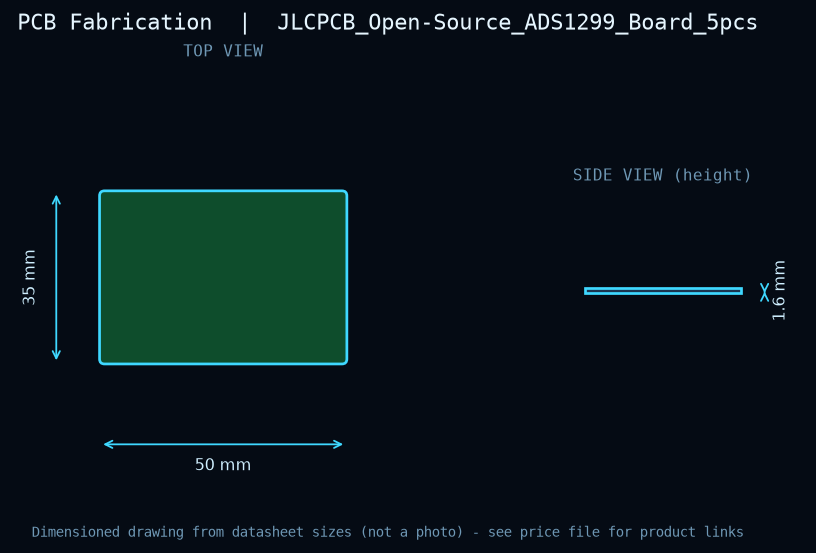 PCB Fabrication | JLCPCB_Open-Source_ADS1299_Board_5pcs
TOP VIEW
SIDE VIEW (height)
35 mm
1.6 mm
50 mm
Dimensioned drawing from datasheet sizes (not a photo) - see price file for product links